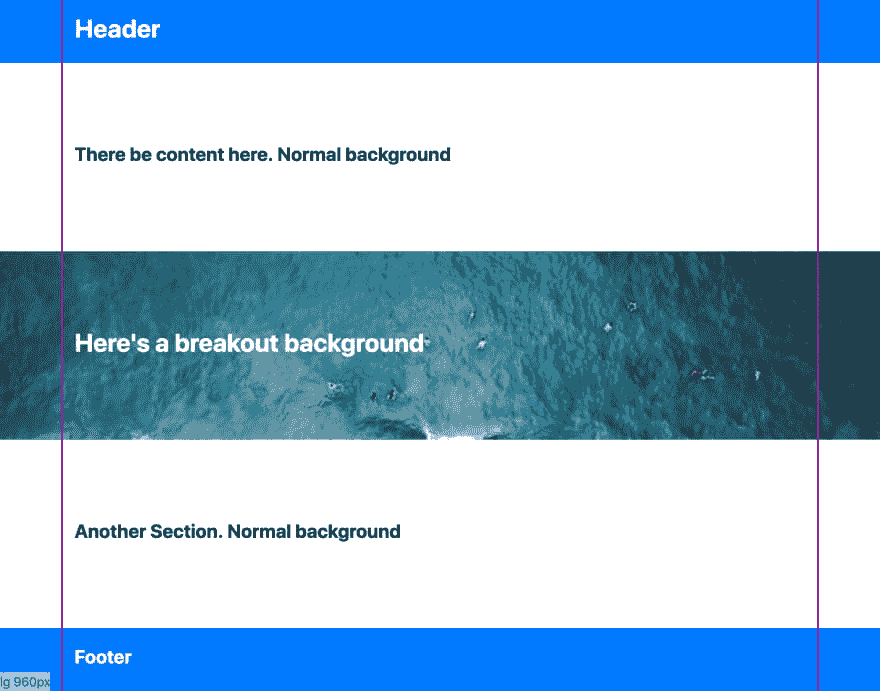 Header
There be content here. Normal background
Here's a breakout background
Another Section. Normal background
Footer
lg 960px